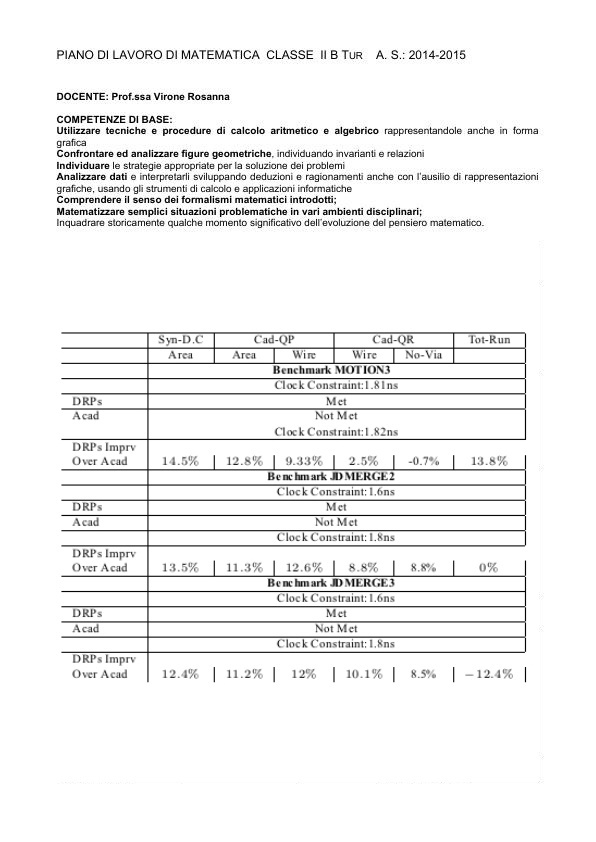 PIANO DI LAVORO DI MATEMATICA CLASSE II B TUR A. S.: 2014-2015
DOCENTE: Prof.ssa Virone Rosanna
COMPETENZE DI BASE:
Utilizzare tecniche e procedure di calcolo aritmetico e algebrico rappresentandole anche in forma
grafica
Confrontare ed analizzare figure geometriche, individuando invarianti e relazioni
Individuare le strategie appropriate per la soluzione dei problemi
Analizzare dati e interpretarli sviluppando deduzioni e ragionamenti anche con l'ausilio di rappresentazioni
grafiche, usando gli strumenti di calcolo e applicazioni informatiche
Comprendere il senso dei formalismi matematici introdotti;
Matematizzare semplici situazioni problematiche in vari ambienti disciplinari;
Inquadrare storicamente qualche momento significativo dell'evoluzione del pensiero matematico.
Syn-D.C Cad-QP Cad-QR Tot-Run
Area Area Wire Wire No-Via
Benchmark MOTION3
Clock Constraint:1.81ns
DRPs Met
Acad Not Met
Clock Constraint:1.82ns
DRPs Imprv
Over Acad 14.5% 12.8% 9.33% 2.5% -0.7% 13.8%
Benchmark JDMERGE2
Clock Constraint:1.6ns
DRPs Met
Acad Not Met
Clock Constraint:1.8ns
DRPs Imprv
Over Acad 13.5% 11.3% 12.6% 8.8% 8.8% 0%
Benchmark JDMERGE3
Clock Constraint:1.6ns
DRPs Met
Acad Not Met
Clock Constraint:1.8ns
DRPs Imprv
Over Acad 12.4% 11.2% 12% 10.1% 8.5% −12.4%